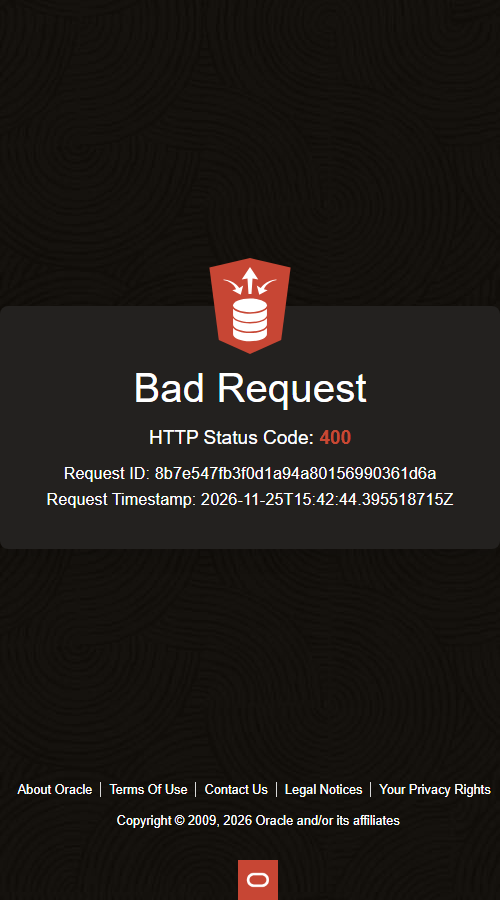 Bad Request
HTTP Status Code: 400
Request ID: 8b7e547fb3f0d1a94a80156990361d6a
Request Timestamp: 2026-11-25T15:42:44.395518715Z
About Oracle | Terms Of Use | Contact Us | Legal Notices | Your Privacy Rights
Copyright © 2009, 2026 Oracle and/or its affiliates